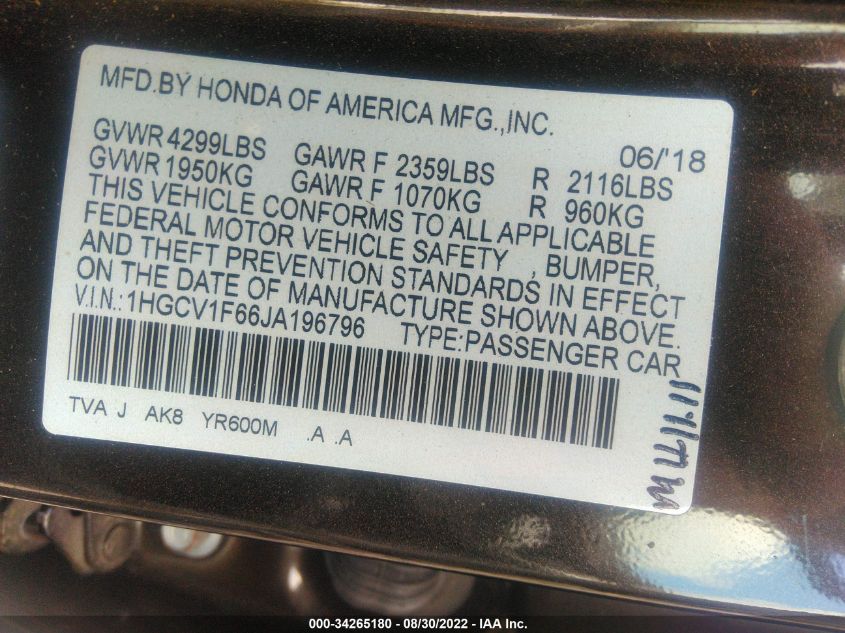 MFD.BY HONDA OF AMERICA MFG.,INC.
06/'18
GVWR 4299LBS GAWR F 2359LBS R 2116LBS
GVWR 1950KG GAWR F 1070KG R 960KG
THIS VEHICLE CONFORMS TO ALL APPLICABLE
FEDERAL MOTOR VEHICLE SAFETY , BUMPER,
AND THEFT PREVENTION STANDARDS IN EFFECT
ON THE DATE OF MANUFACTURE SHOWN ABOVE.
V.I.N.:1HGCV1F66JA196796 TYPE:PASSENGER CAR
TVA J AK8 YR600M .A .A
000-34265180 - 08/30/2022 - IAA Inc.